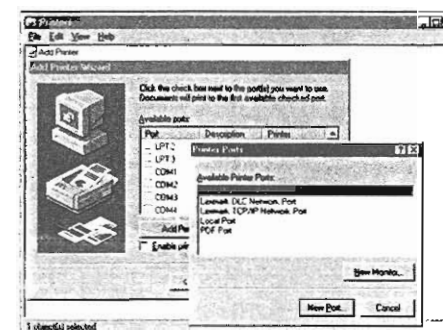 Printers
File Edit View Help
Add Printer
Add Printer Wizard
Click the check box next to the port(s) you want to use.
Documents will print to the first available checked port.
Available ports:
Port Description Printer
LPT2
LPT3
COM1
COM2
COM3
COM4
Add
Enable
Printer Ports
Available Printer Ports:
Lexmark DLC Network Port
Lexmark TCP/IP Network Port
Local Port
PDF Port
New Monitor...
New Port...
Cancel
1 object(s) selected